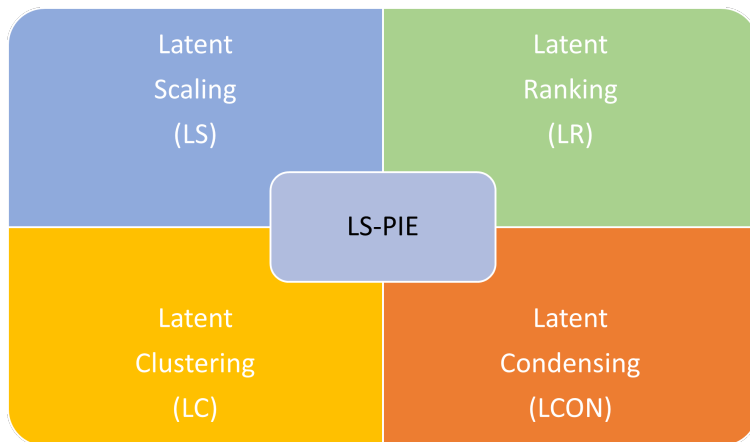 Latent
Scaling
(LS)
Latent
Ranking
(LR)
LS-PIE
Latent
Clustering
(LC)
Latent
Condensing
(LCON)